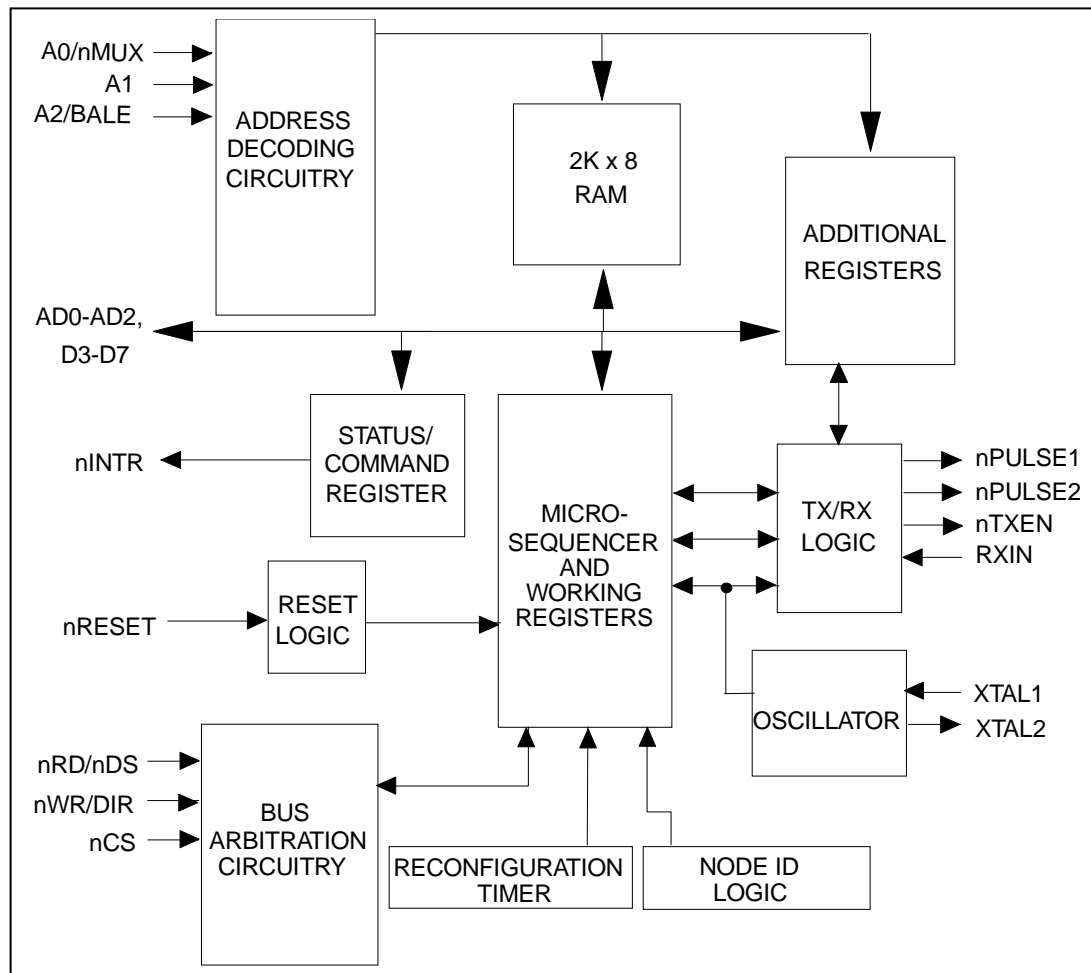 A0/nMUX
A1
A2/BALE
ADDRESS
DECODING
CIRCUITRY
2K x 8
RAM
ADDITIONAL
REGISTERS
AD0-AD2,
D3-D7
nINTR
STATUS/
COMMAND
REGISTER
MICRO-
SEQUENCER
AND
WORKING
REGISTERS
TX/RX
LOGIC
nPULSE1
nPULSE2
nTXEN
RXIN
nRESET
RESET
LOGIC
OSCILLATOR
XTAL1
XTAL2
nRD/nDS
nWR/DIR
nCS
BUS
ARBITRATION
CIRCUITRY
RECONFIGURATION
TIMER
NODE ID
LOGIC